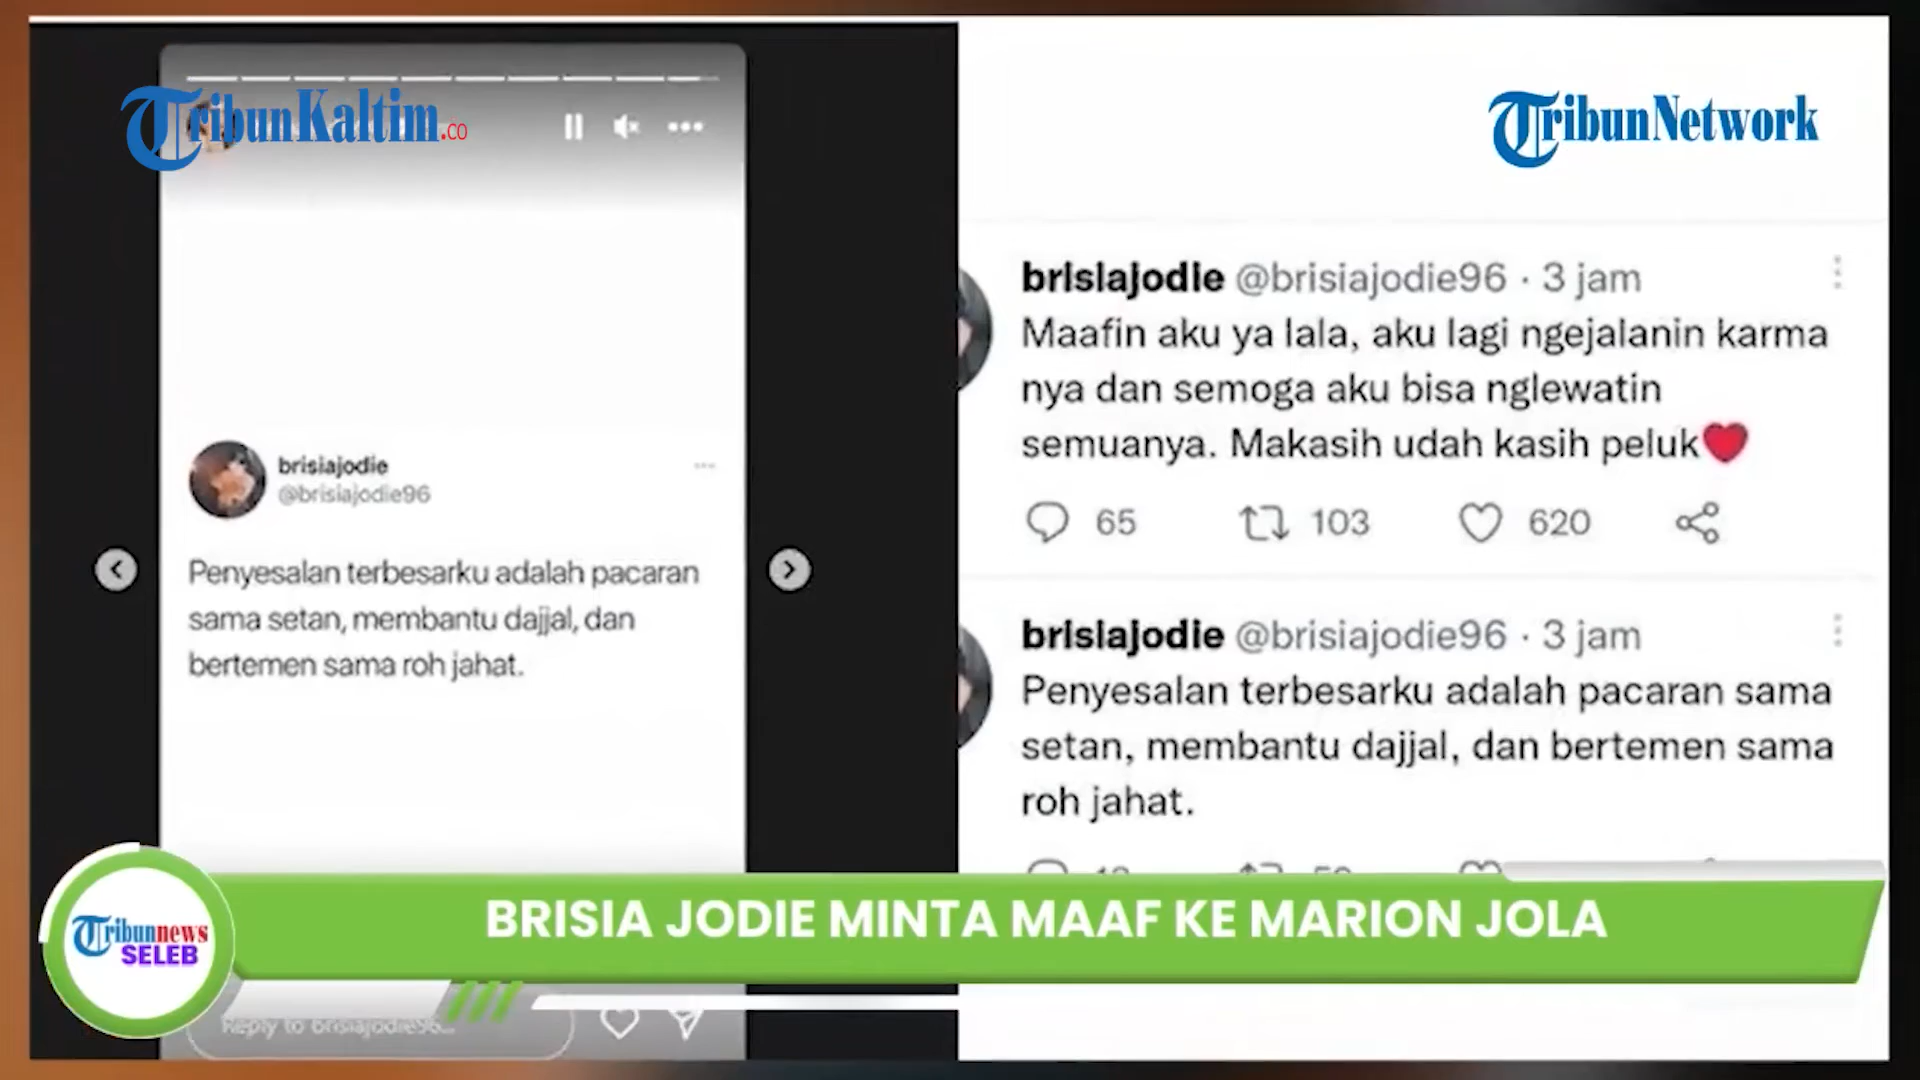 TribunKaltim.co
TribunNetwork
brisiajodie
@brisiajodie96
Penyesalan terbesarku adalah pacaran
sama setan, membantu dajjal, dan
bertemen sama roh jahat.
Reply to brisiajodie96...
brisiajodie @brisiajodie96 · 3 jam
Maafin aku ya lala, aku lagi ngejalanin karma
nya dan semoga aku bisa nglewatin
semuanya. Makasih udah kasih peluk❤️
65 103 620
brisiajodie @brisiajodie96 · 3 jam
Penyesalan terbesarku adalah pacaran sama
setan, membantu dajjal, dan bertemen sama
roh jahat.
BRISIA JODIE MINTA MAAF KE MARION JOLA
Tribunnews
SELEB